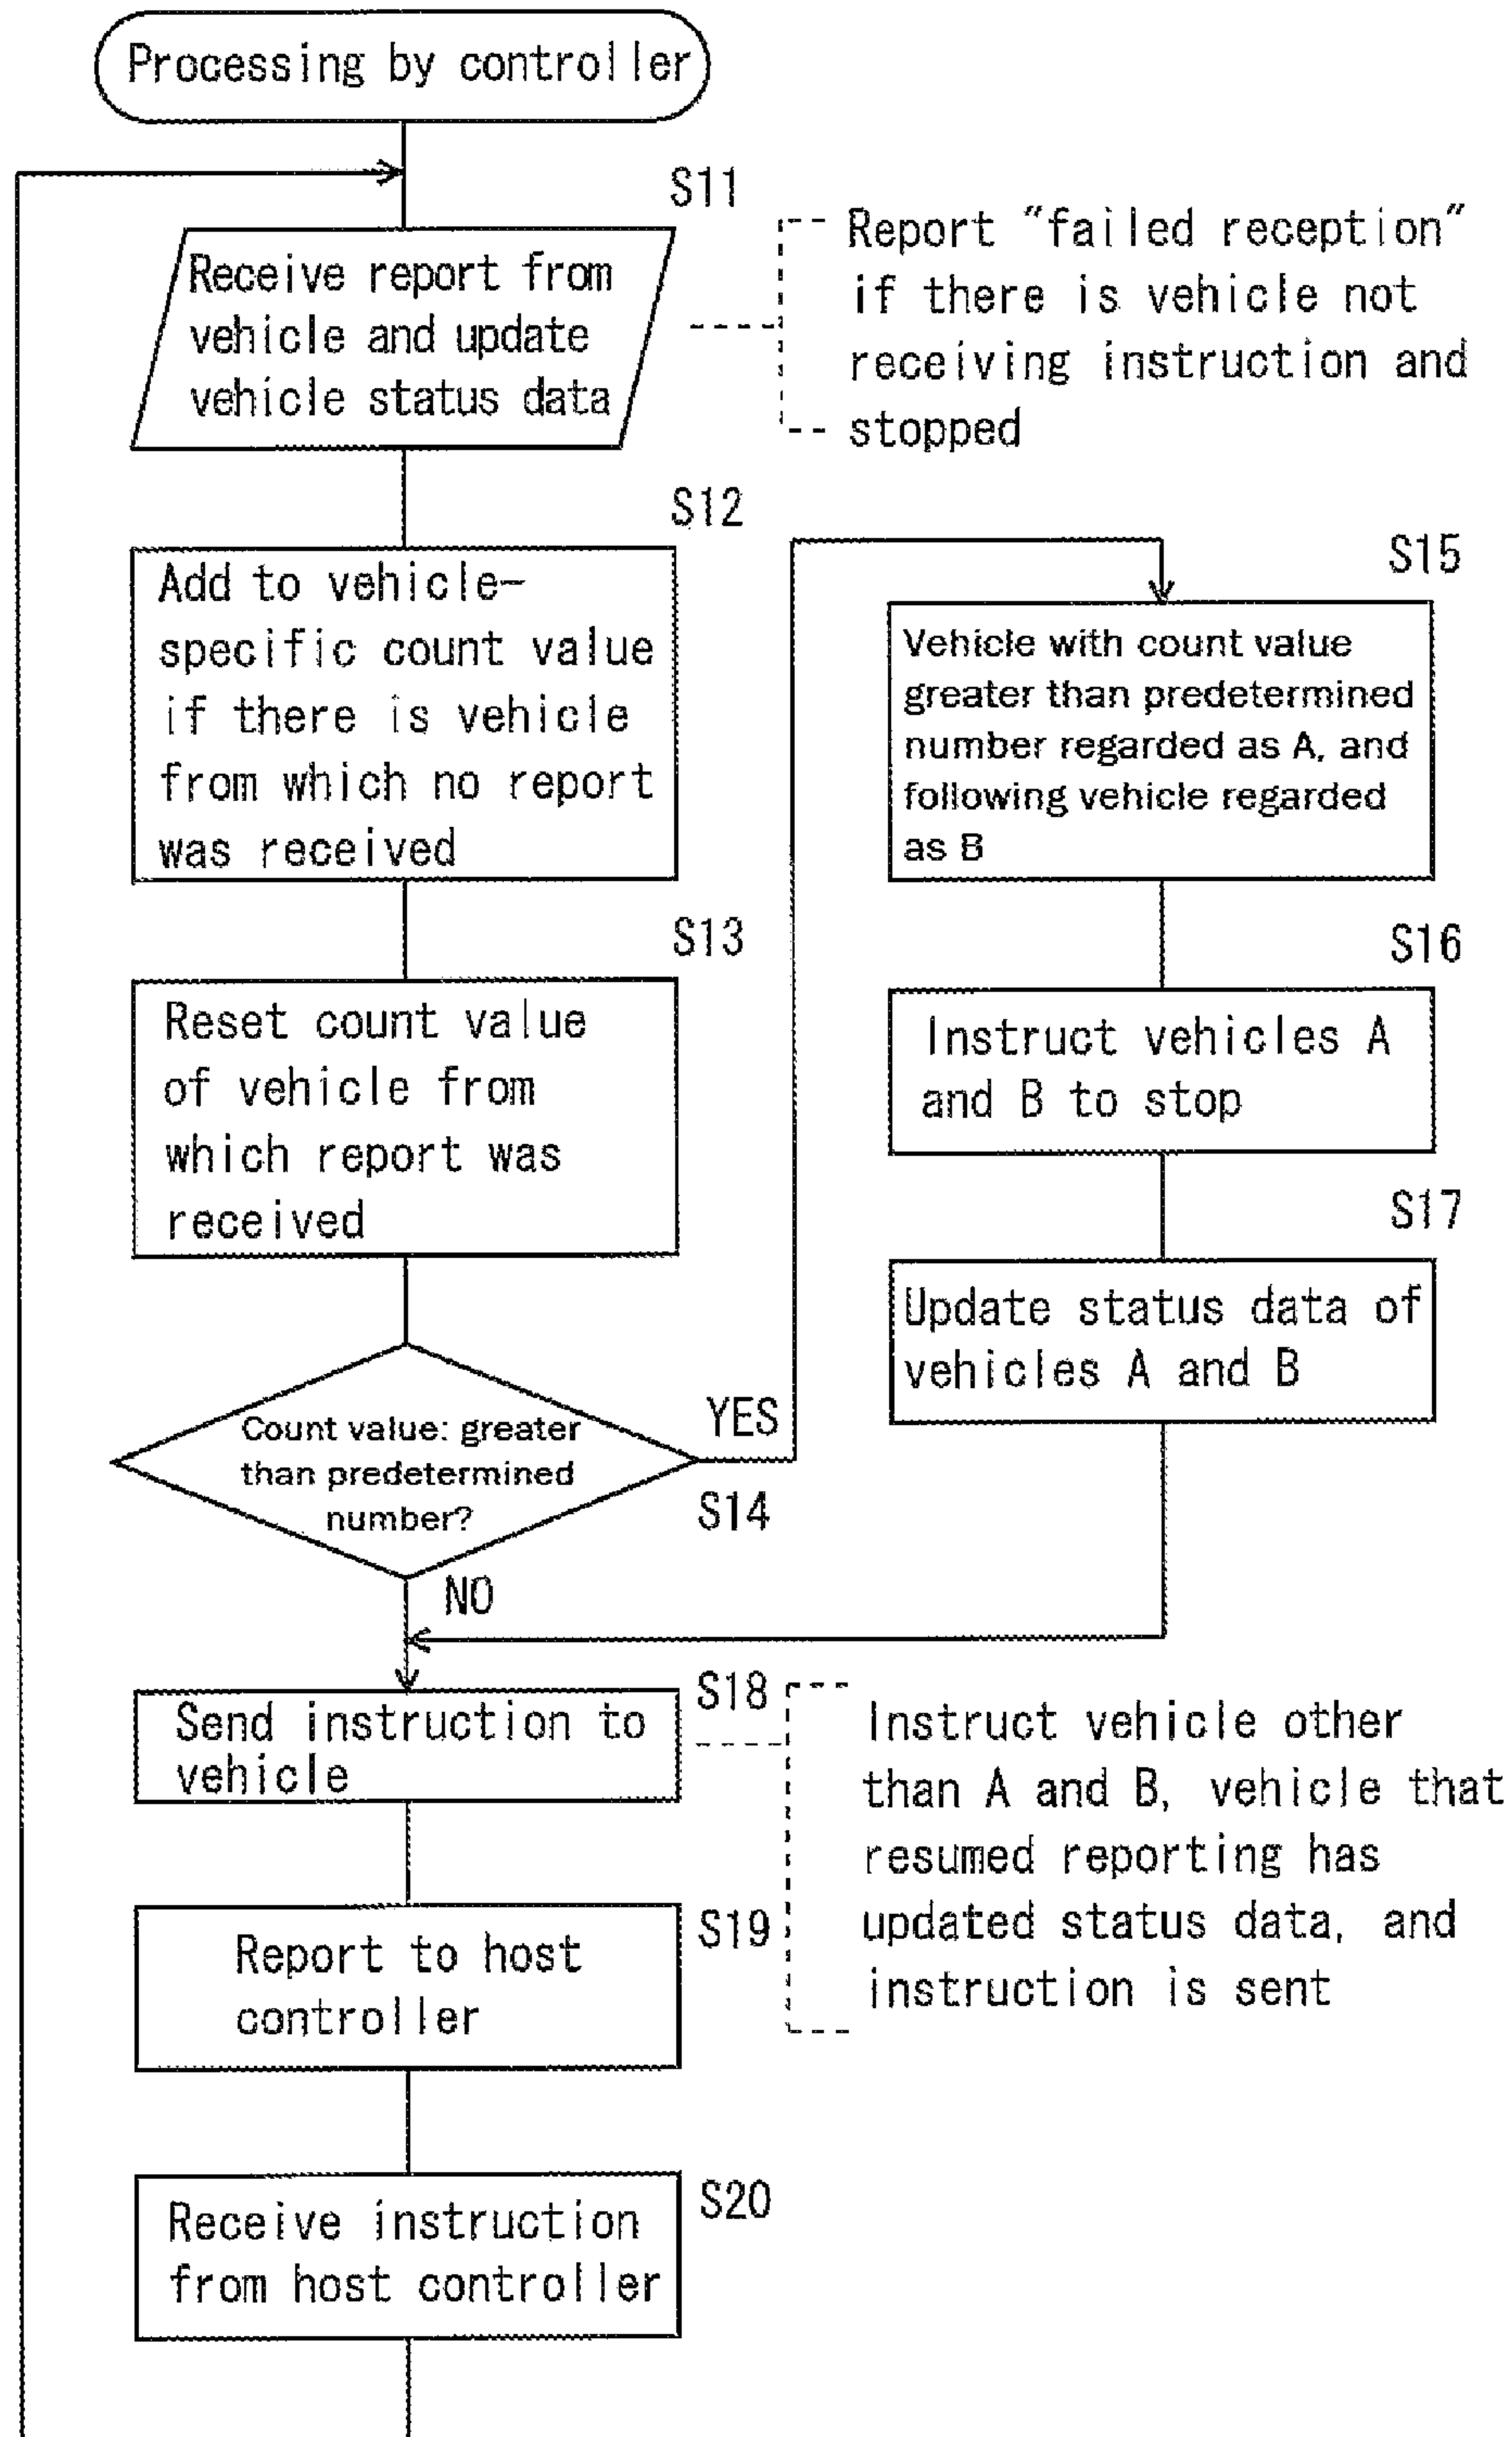 Processing by controller
S11
Receive report from
vehicle and update
vehicle status data
Report "failed reception"
if there is vehicle not
receiving instruction and
stopped
S12
Add to vehicle-
specific count value
if there is vehicle
from which no report
was received
S13
Reset count value
of vehicle from
which report was
received
Count value: greater
than predetermined
number?
YES
S14
NO
S15
Vehicle with count value
greater than predetermined
number regarded as A, and
following vehicle regarded
as B
S16
Instruct vehicles A
and B to stop
S17
Update status data of
vehicles A and B
S18
Send instruction to
vehicle
Instruct vehicle other
than A and B, vehicle that
resumed reporting has
updated status data, and
instruction is sent
S19
Report to host
controller
S20
Receive instruction
from host controller